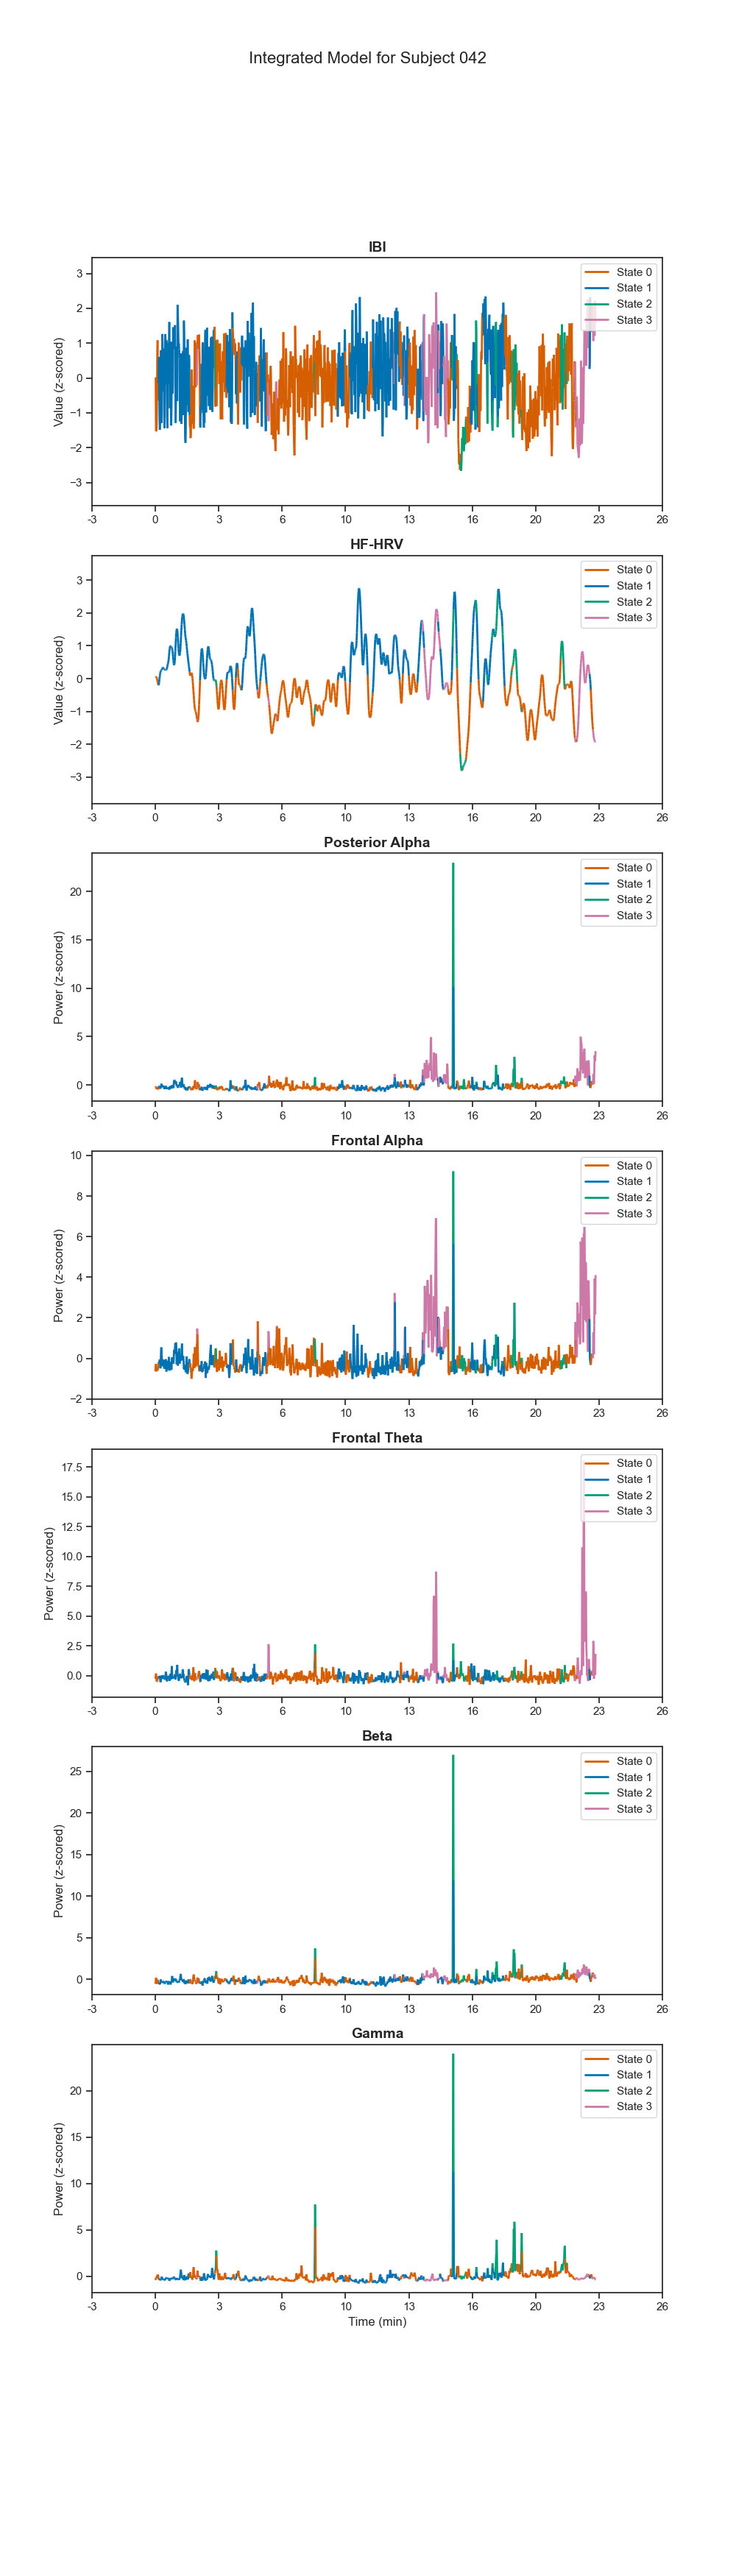 Integrated Model for Subject 042
IBI
Value (z-scored)
3
2
1
0
−1
−2
−3
State 0
State 1
State 2
State 3
-3 0 3 6 10 13 16 20 23 26
HF-HRV
Value (z-scored)
3
2
1
0
−1
−2
−3
State 0
State 1
State 2
State 3
-3 0 3 6 10 13 16 20 23 26
Posterior Alpha
Power (z-scored)
20
15
10
5
0
State 0
State 1
State 2
State 3
-3 0 3 6 10 13 16 20 23 26
Frontal Alpha
Power (z-scored)
10
8
6
4
2
0
−2
State 0
State 1
State 2
State 3
-3 0 3 6 10 13 16 20 23 26
Frontal Theta
Power (z-scored)
17.5
15.0
12.5
10.0
7.5
5.0
2.5
0.0
State 0
State 1
State 2
State 3
-3 0 3 6 10 13 16 20 23 26
Beta
Power (z-scored)
25
20
15
10
5
0
State 0
State 1
State 2
State 3
-3 0 3 6 10 13 16 20 23 26
Gamma
Power (z-scored)
20
15
10
5
0
State 0
State 1
State 2
State 3
-3 0 3 6 10 13 16 20 23 26
Time (min)